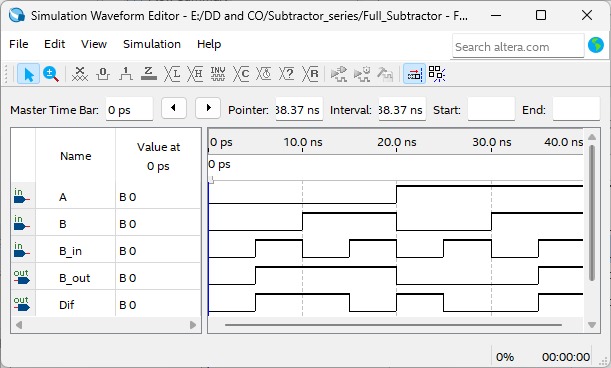 Simulation Waveform Editor - E:/DD and CO/Subtractor_series/Full_Subtractor - F...
File Edit View Simulation Help
Search altera.com
Master Time Bar: 0 ps Pointer: 38.37 ns Interval: 38.37 ns Start: End:
Name
Value at
0 ps
0 ps 10.0 ns 20.0 ns 30.0 ns 40.0 ns
0 ps
in A B 0
in B B 0
in B_in B 0
out B_out B 0
out Dif B 0
0% 00:00:00